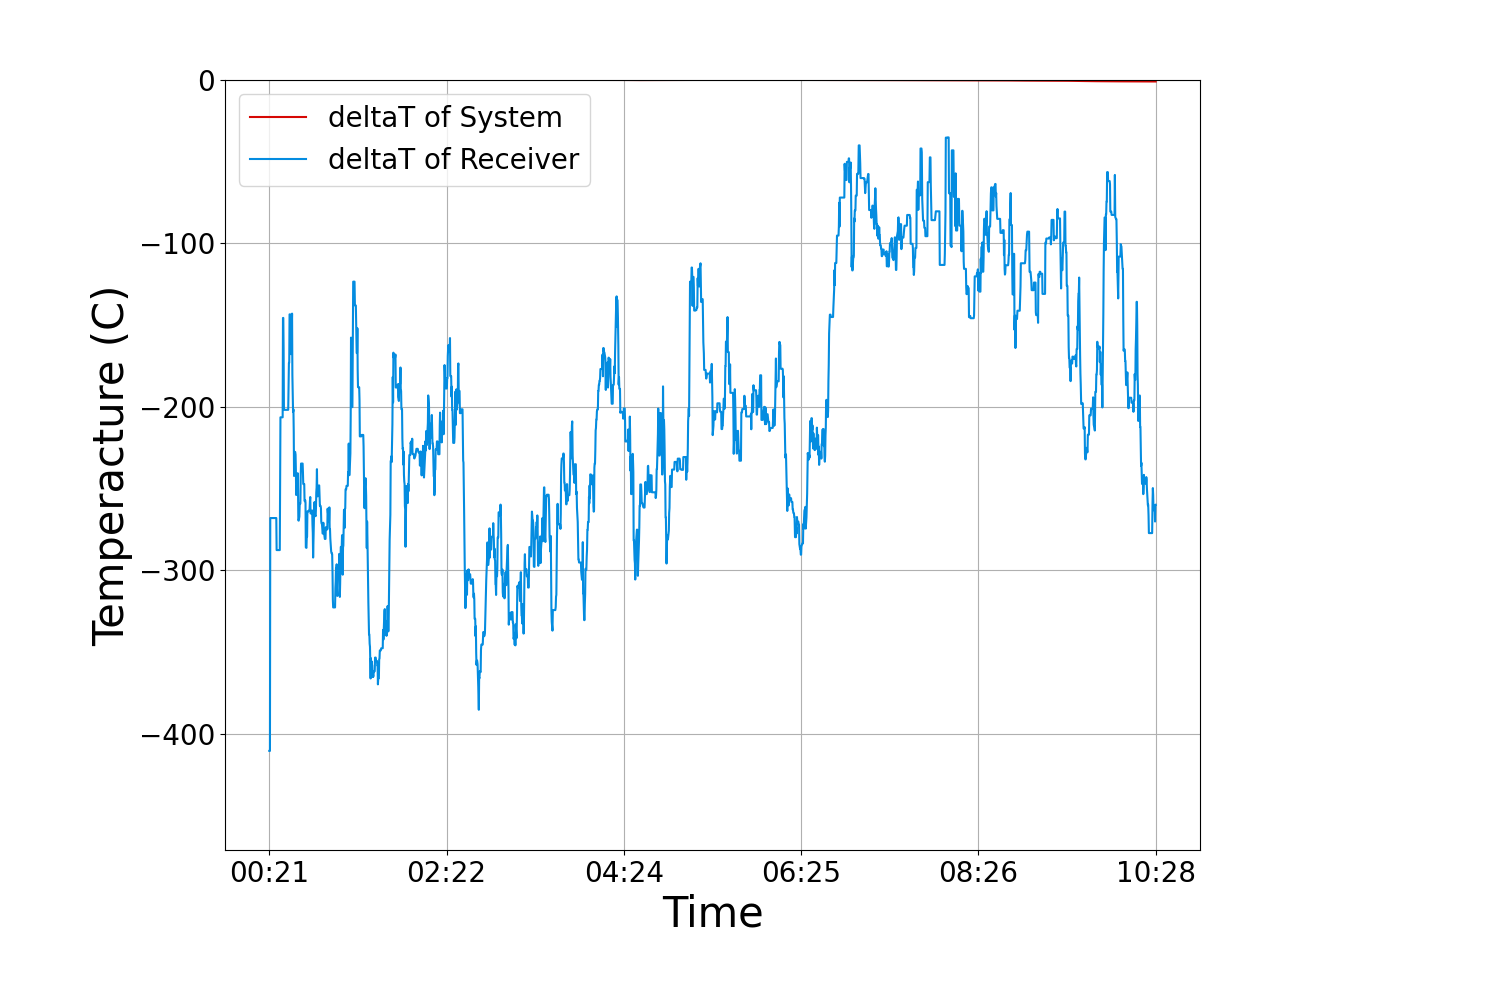 0
−100
−200
−300
−400
Temperacture (C)
deltaT of System
deltaT of Receiver
00:21 02:22 04:24 06:25 08:26 10:28
Time